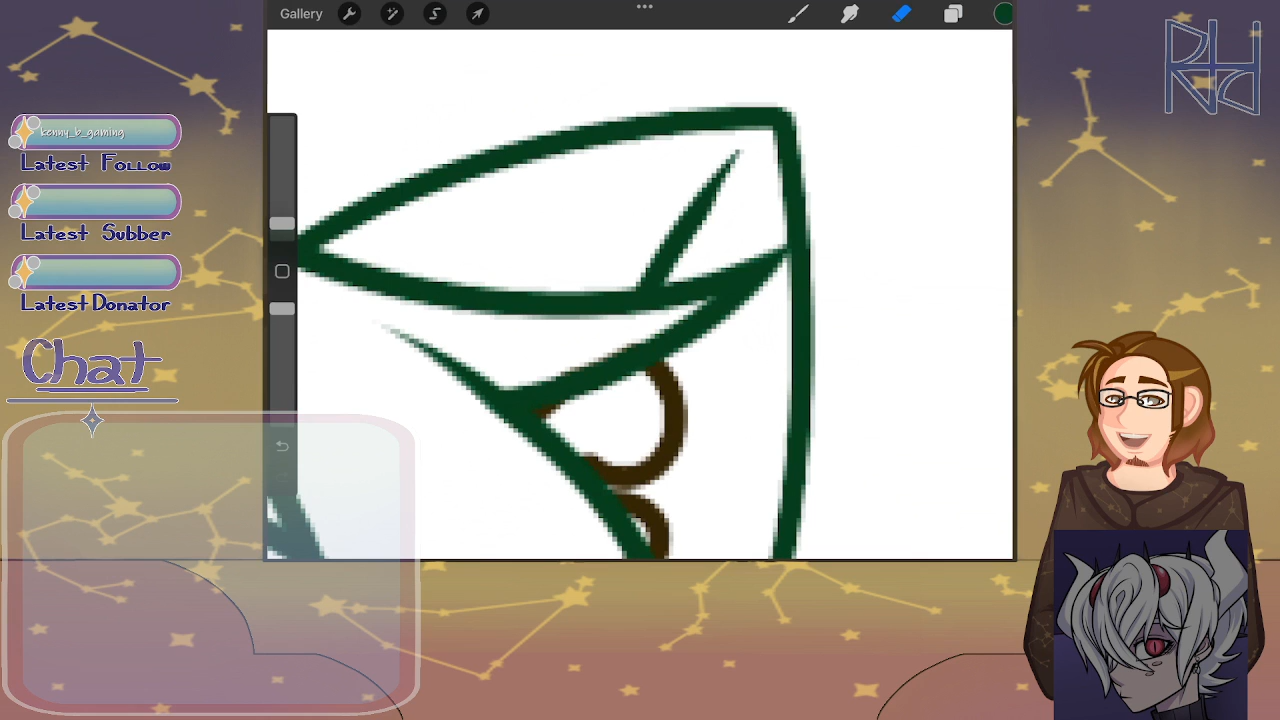 Gallery
kenny_b_gaming
Latest Follow
Latest Subber
Latest Donator
Chat